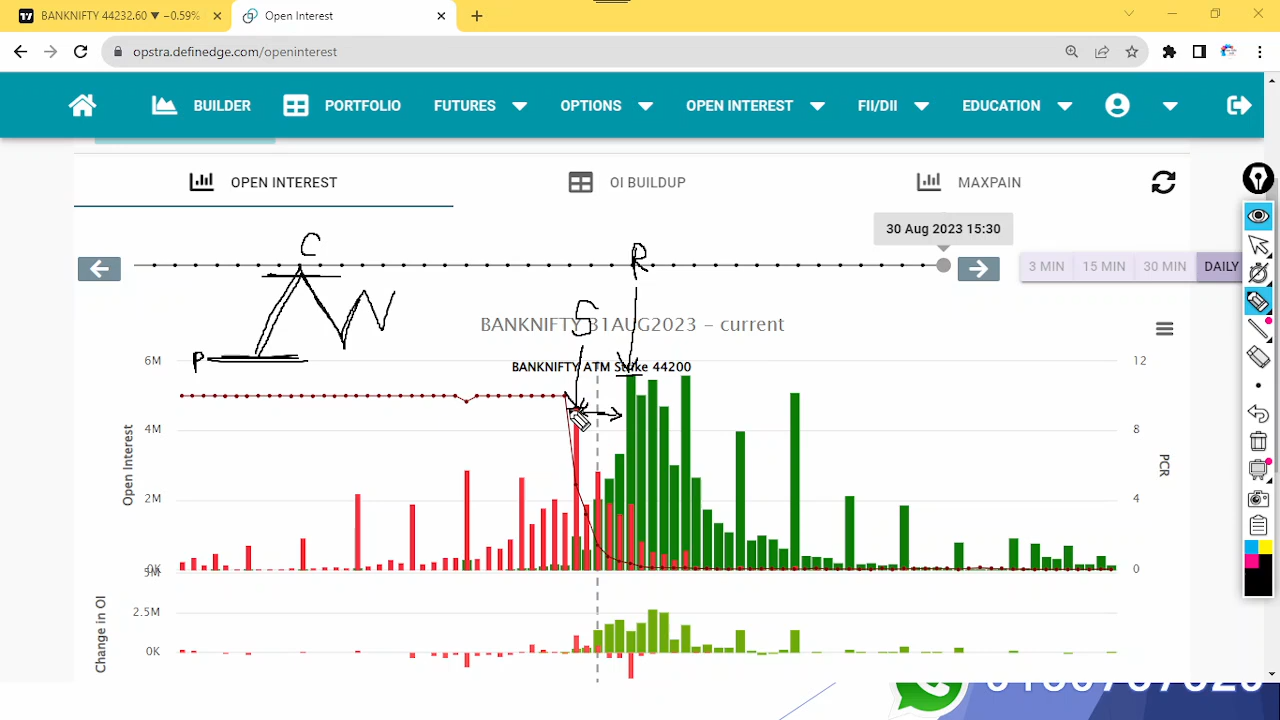 BANKNIFTY 44232.60 ▼ −0.59%
Open Interest
opstra.definedge.com/openinterest
BUILDER PORTFOLIO FUTURES OPTIONS OPEN INTEREST FII/DII EDUCATION
OPEN INTEREST OI BUILDUP MAXPAIN
30 Aug 2023 15:30
C
R
3 MIN 15 MIN 30 MIN DAILY
S
BANKNIFTY 31AUG2023 – current
P
BANKNIFTY ATM Strike 44200
6M 12
4M 8
2M 4
0K 0
Open Interest
PCR
9M
2.5M
0K
Change in OI